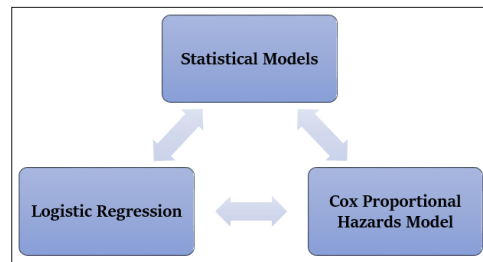 Statistical Models
Logistic Regression
Cox Proportional
Hazards Model